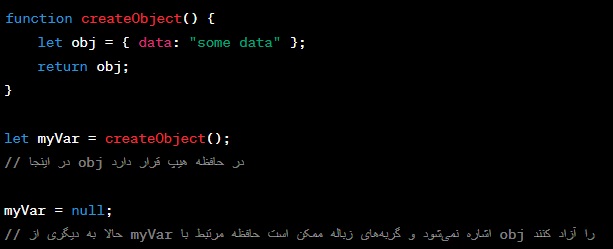 function createObject() {
let obj = { data: "some data" };
return obj;
}
let myVar = createObject();
// در اینجا obj در حافظه هیپ قرار دارد
myVar = null;
// حالا به دیگری از myVar اشاره نمی‌شود و گربه‌های زباله ممکن است حافظه مرتبط با obj را آزاد کنند